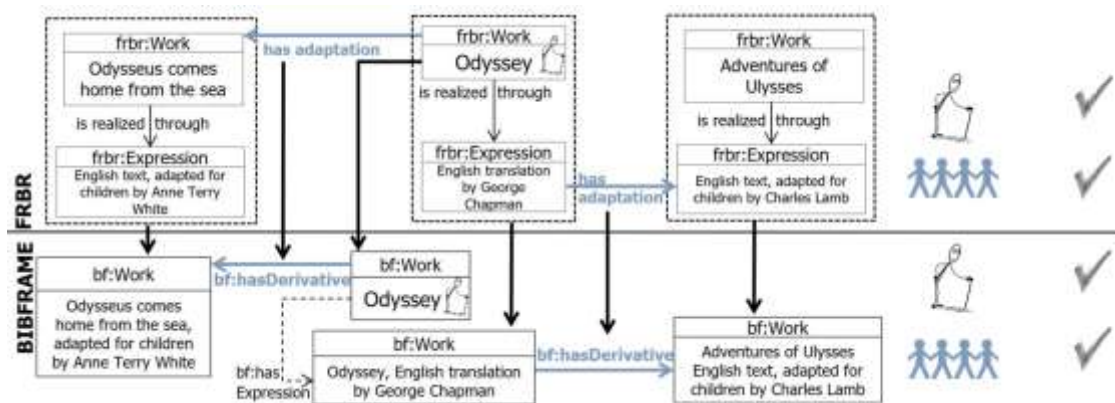 frbr:Work
Odysseus comes
home from the sea
is realized through
frbr:Expression
English text, adapted for
children by Anne Terry
White
has adaptation
frbr:Work
Odyssey
is realized through
frbr:Expression
English translation
by George
Chapman
has
adaptation
frbr:Work
Adventures of
Ulysses
is realized through
frbr:Expression
English text, adapted for
children by Charles Lamb
FRBR
BIBFRAME
bf:Work
Odysseus comes
home from the sea,
adapted for children
by Anne Terry White
bf:hasDerivative
bf:Work
Odyssey
bf:has
Expression
bf:Work
Odyssey, English translation
by George Chapman
bf:hasDerivative
bf:Work
Adventures of Ulysses
English text, adapted for
children by Charles Lamb